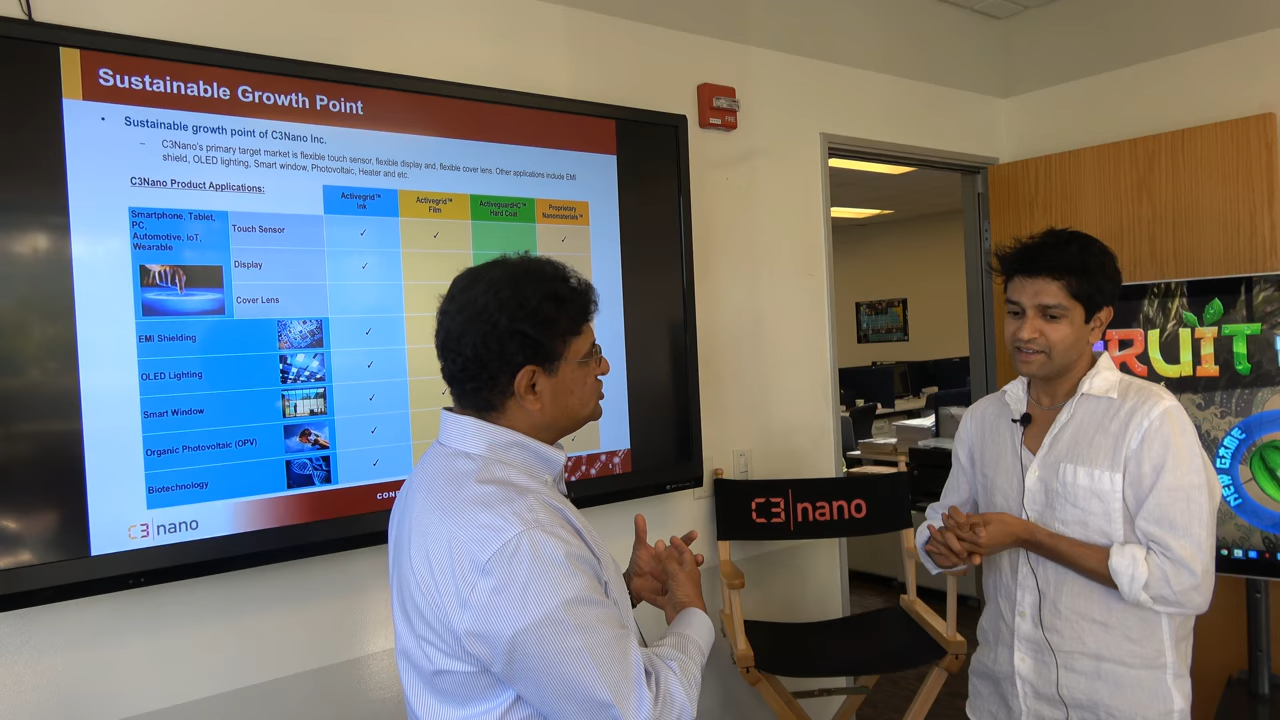 Sustainable Growth Point
• Sustainable growth point of C3Nano Inc.
– C3Nano's primary target market is flexible touch sensor, flexible display and, flexible cover lens. Other applications include EMI
shield, OLED lighting, Smart window, Photovoltaic, Heater and etc.
C3Nano Product Applications:
Activegrid™
Ink
Activegrid™
Film
ActiveguardHC™
Hard Coat
Proprietary
Nanomaterials™
Smartphone, Tablet,
PC,
Automotive, IoT,
Wearable
Touch Sensor
✓ ✓ ✓
Display
✓
Cover Lens
EMI Shielding
✓
OLED Lighting
✓
Smart Window
✓ ✓
Organic Photovoltaic (OPV)
✓ ✓
Biotechnology
✓
C3|nano
FIRE
C3|nano
FRUIT
NEW GAME